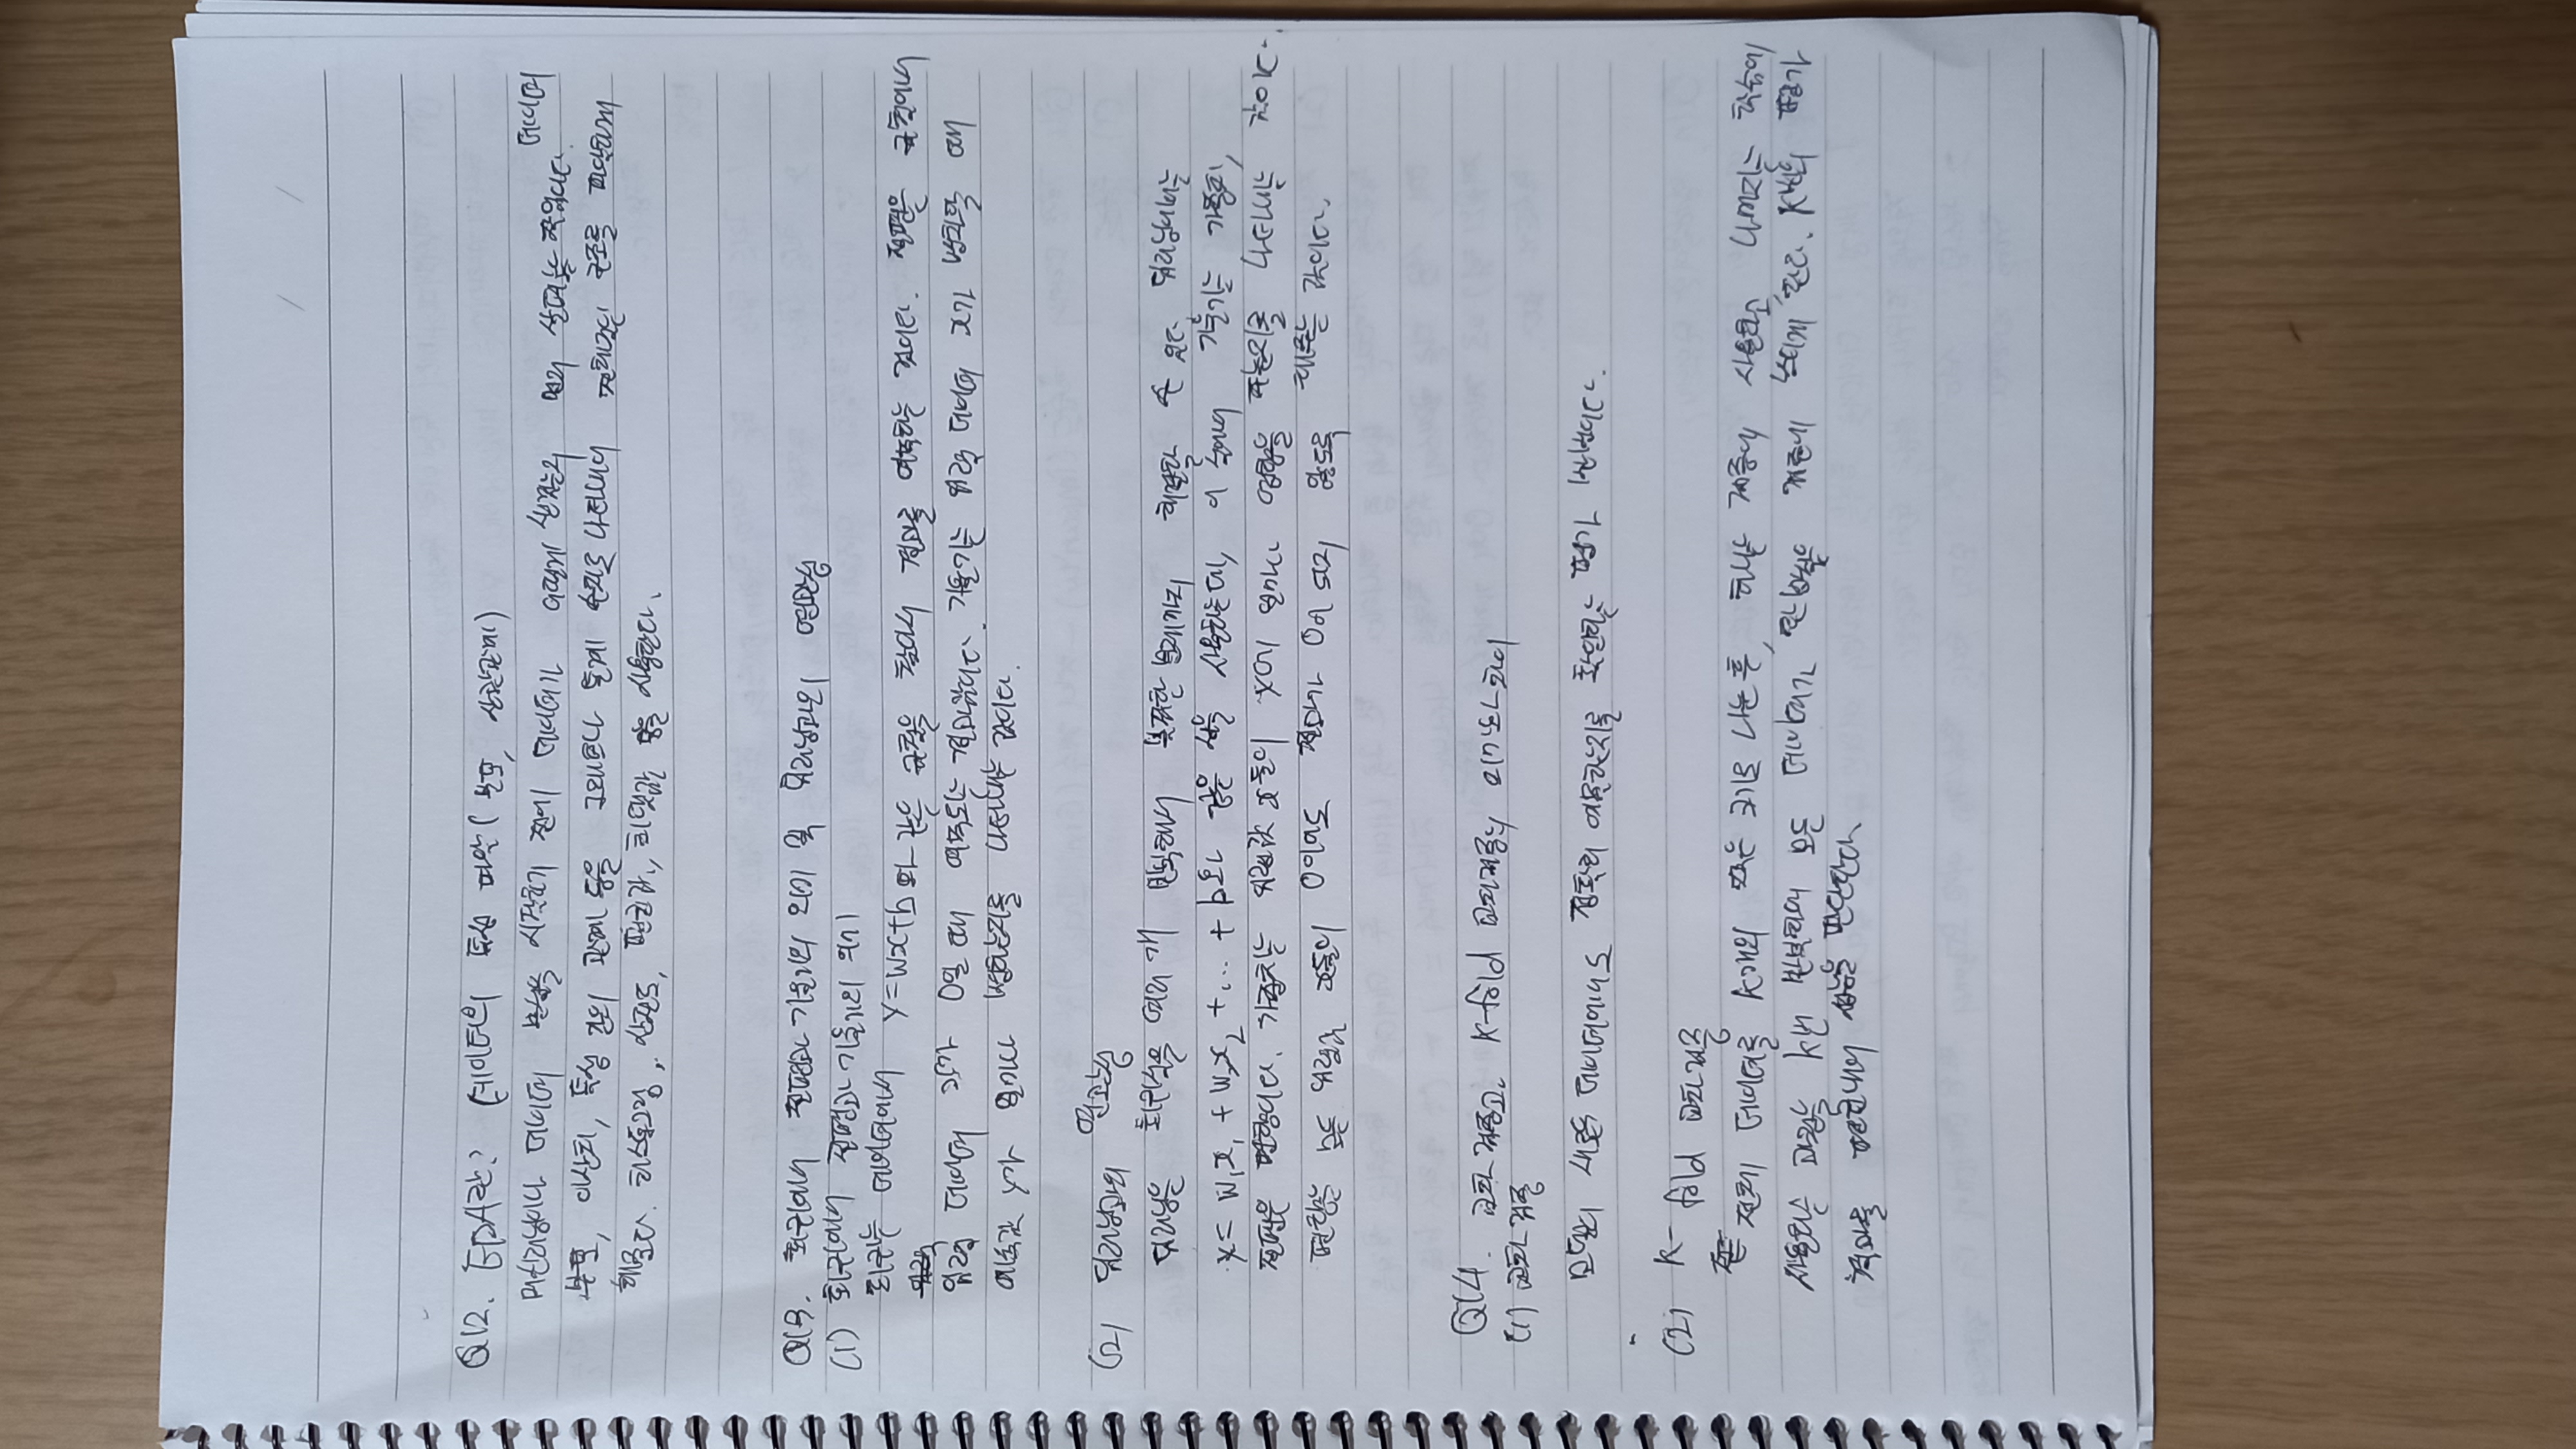 Q12. EDA란? 데이터의 특성 파악 (분포, 상관관계)
머신러닝이나 데이터 분석을 시작하기 전에 데이터가 어떻게 생겼는지 먼저 살펴보는 작업이다. 데이터의
분포, 이상치, 특성 간의 관계 등을 그래프나 통계 수치로 나타내어 전체적인 구조를 파악하게
해준다. 히스토그램, 산점도, 평균값, 최댓값 등을 사용한다.
Q13. 회귀에서 절편과 기울기의 의미 및 딥러닝과의 연관성
(1) 회귀에서 절편과 기울기의 의미
회귀는 데이터에서 y=wx+b와 같은 규칙을 찾아서 결과를 예측하는 것이다. 절편은 규칙에서
입력 데이터 x가 0일 때 예측되는 결과값이다. 기울기는 입력 데이터 x가 변화할 때
예측값 y가 얼마나 변하는지를 나타내는 값이다.
(2) 딥러닝과의 연관성
딥러닝은 회귀식을 여러 개 반복해서 복잡한 문제까지 해결할 수 있다. 딥러닝에서는
y = w₁x₁ + w₂x₂ + ... + b와 같은 식을 사용하는데, 이 식에서 기울기는 가중치,
절편은 편향이다. 가중치는 입력값 x들이 y에 얼마나 영향을 주는지를 나타내는 값이다.
편향은 모든 입력값 x들이 0이어도 결과가 0이 되지 않도록 해주는 값이다.
Q14. 교차 검증과 K-fold 교차검증의 의미와 차이
(1) 교차 검증
모델이 새로운 데이터에서도 정확히 예측하는지를 확인하는 평가 방법이다.
(2) K-fold 교차검증
전체 데이터를 K개의 같은 크기로 나눈 후, 하나는 검증에 사용하고, 나머지는 학습에
사용하는 과정을 K번 반복하여 모든 데이터가 한 번씩은 검증에 쓰이게 한다. K번의 평가
결과를 평균내어 성능을 판단한다.